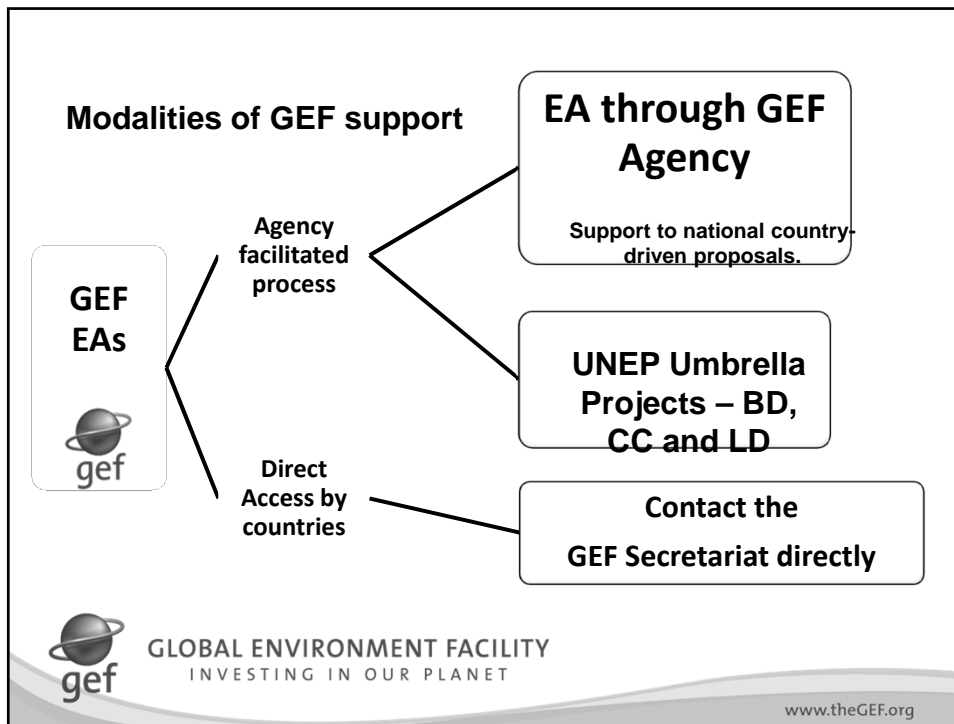 Modalities of GEF support
GEF
EAs
gef
Agency
facilitated
process
Direct
Access by
countries
EA through GEF
Agency
Support to national country-
driven proposals.
UNEP Umbrella
Projects – BD,
CC and LD
Contact the
GEF Secretariat directly
gef
GLOBAL ENVIRONMENT FACILITY
INVESTING IN OUR PLANET
www.theGEF.org